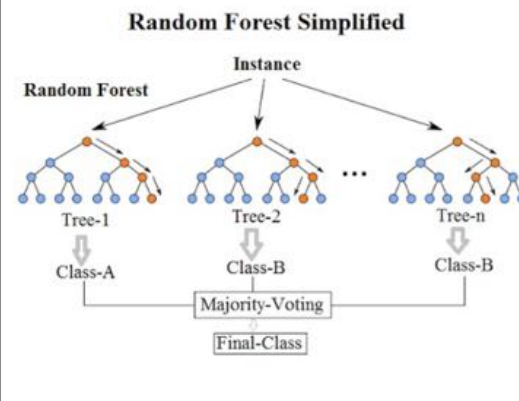 Random Forest Simplified
Instance
Random Forest
...
Tree-1
Tree-2
Tree-n
Class-A
Class-B
Class-B
Majority-Voting
Final-Class